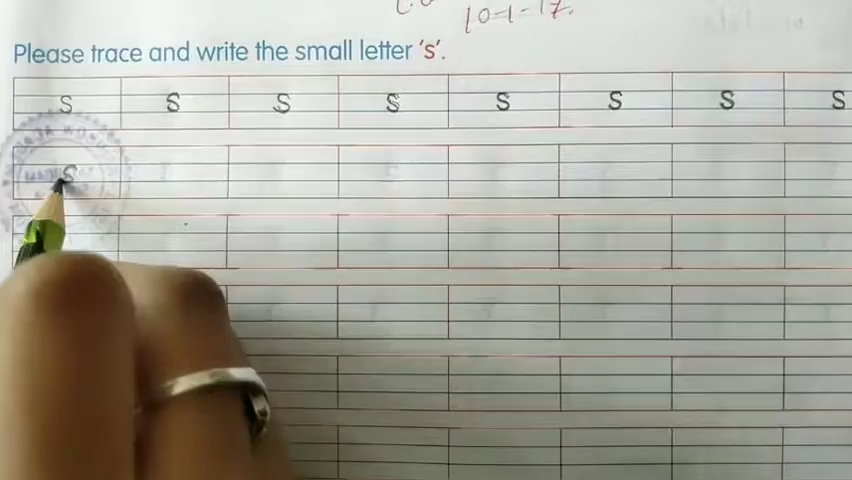 10-1-17.
Please trace and write the small letter 's'.
s s s s s s s s
s